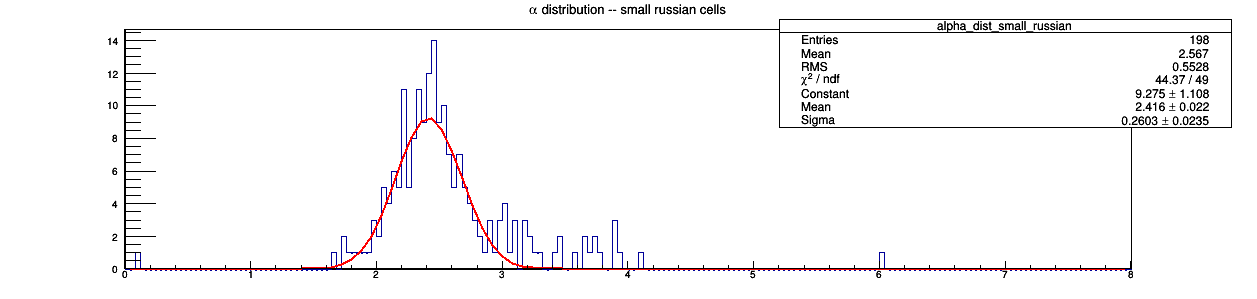 α distribution -- small russian cells
alpha_dist_small_russian
Entries 198
Mean 2.567
RMS 0.5528
χ² / ndf 44.37 / 49
Constant 9.275 ± 1.108
Mean 2.416 ± 0.022
Sigma 0.2603 ± 0.0235
14
12
10
8
6
4
2
0
0 1 2 3 4 5 6 7 8